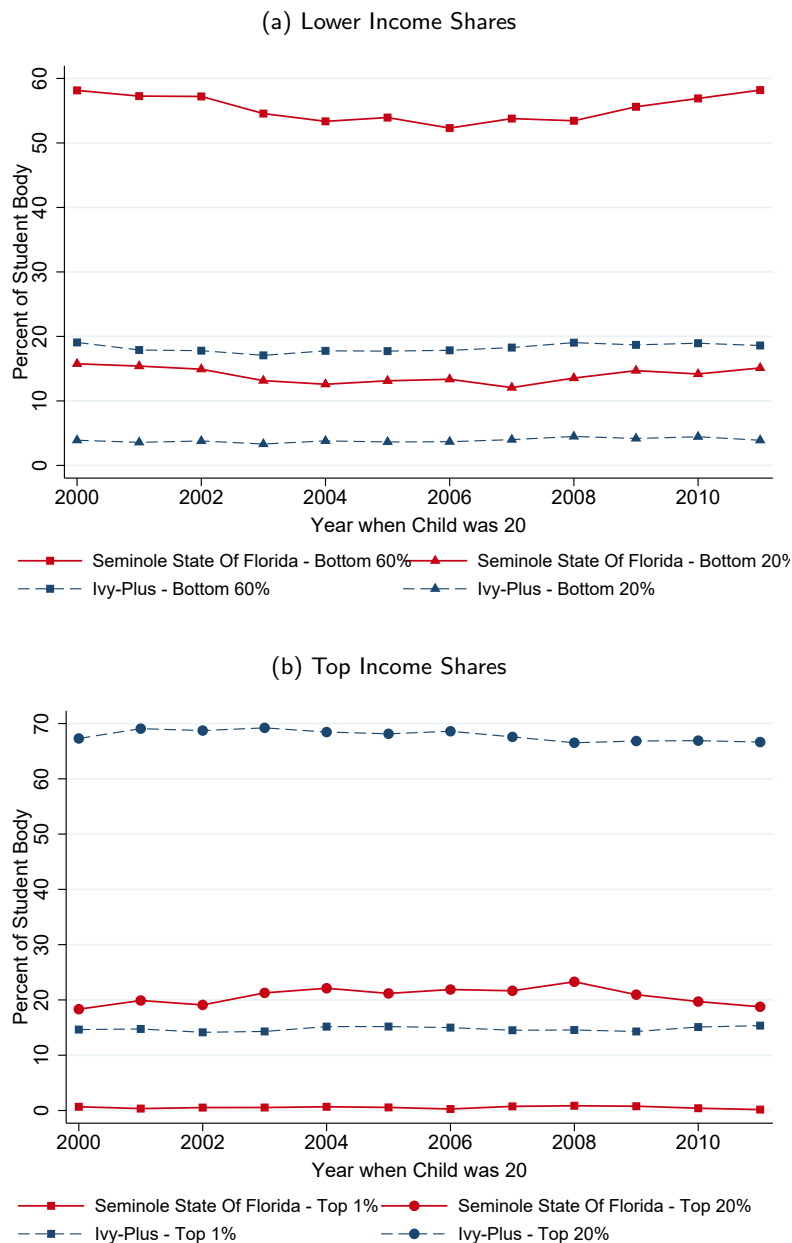 (a) Lower Income Shares
60
50
40
30
20
10
0
Percent of Student Body
2000 2002 2004 2006 2008 2010
Year when Child was 20
Seminole State Of Florida - Bottom 60% Seminole State Of Florida - Bottom 20%
Ivy-Plus - Bottom 60% Ivy-Plus - Bottom 20%
(b) Top Income Shares
70
60
50
40
30
20
10
0
Percent of Student Body
2000 2002 2004 2006 2008 2010
Year when Child was 20
Seminole State Of Florida - Top 1% Seminole State Of Florida - Top 20%
Ivy-Plus - Top 1% Ivy-Plus - Top 20%